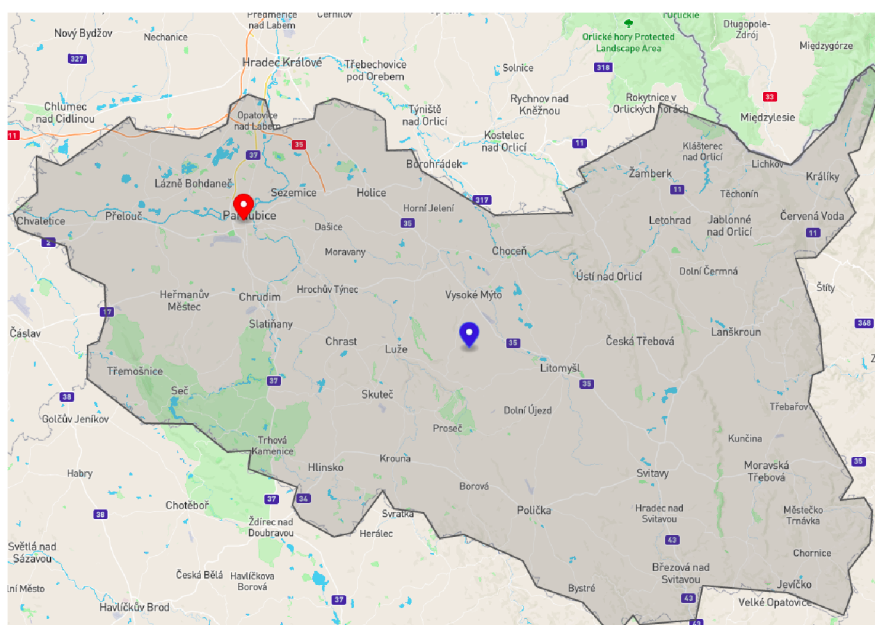 Předměřice
nad Labem
Černilov
Nový Bydžov
Nechanice
327
Hradec Králové
Třebechovice
pod Orebem
Solnice
318
Orlické hory Protected
Landscape Area
Długopole-
Zdrój
Międzygórze
Chlumec
nad Cidlinou
Opatovice
nad Labem
Týniště
nad Orlicí
Rychnov nad
Kněžnou
Rokytnice v
Orlických horách
33
Międzylesie
11
35
37
Kostelec
nad Orlicí
11
Klášterec
nad Orlicí
Borohrádek
Lichkov
Lázně Bohdaneč
Sezemice
Holice
Žamberk
11
Těchonín
Králíky
317
Chvaletice
Přelouč
Pardubice
Horní Jelení
35
Letohrad
Jablonné
nad Orlicí
Červená Voda
11
2
Dašice
Moravany
Choceň
Ústí nad Orlicí
Dolní Čermná
Štíty
Heřmanův
Městec
Chrudim
Hrochův Týnec
Vysoké Mýto
17
Slatiňany
368
Čáslav
Chrast
Luže
35
Česká Třebová
Lanškroun
Třemošnice
Litomyšl
35
Seč
37
38
Skuteč
Dolní Újezd
Třebařov
Golčův Jeníkov
Proseč
Trhová
Kamenice
Kunčina
Habry
Hlinsko
Krouna
Svitavy
Moravská
Třebová
35
Borová
37
34
Chotěboř
38
Ždírec nad
Doubravou
Svratka
Polička
Hradec nad
Svitavou
Městečko
Trnávka
Herálec
43
Světlá nad
Sázavou
Chornice
Česká Bělá
Havlíčkova
Borová
Bystré
Březová nad
Svitavou
Jevíčko
37
43
Havlíčkův Brod
Velké Opatovice